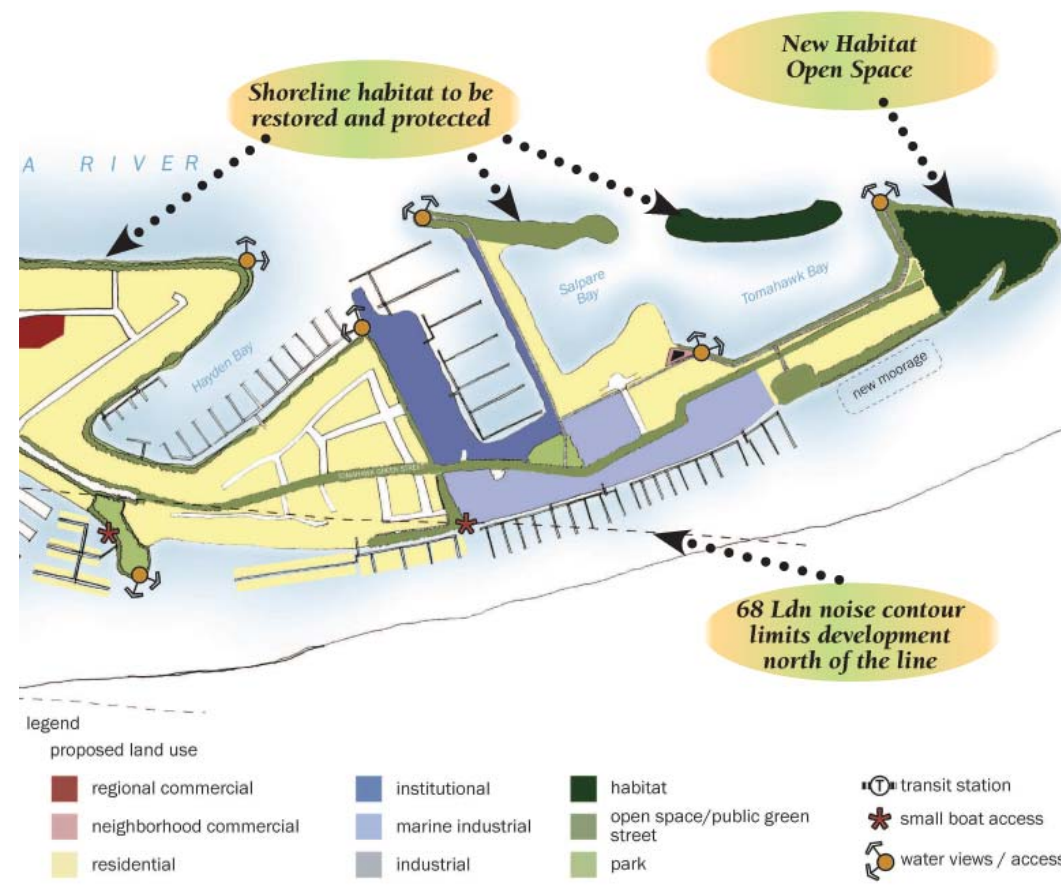 New Habitat
Open Space
Shoreline habitat to be
restored and protected
A RIVER
Salpare
Bay
Tomahawk Bay
Hayden Bay
new moorage
TOMAHAWK GREEN STREET
68 Ldn noise contour
limits development
north of the line
legend
proposed land use
regional commercial
neighborhood commercial
residential
institutional
marine industrial
industrial
habitat
open space/public green
street
park
T
transit station
small boat access
water views / access